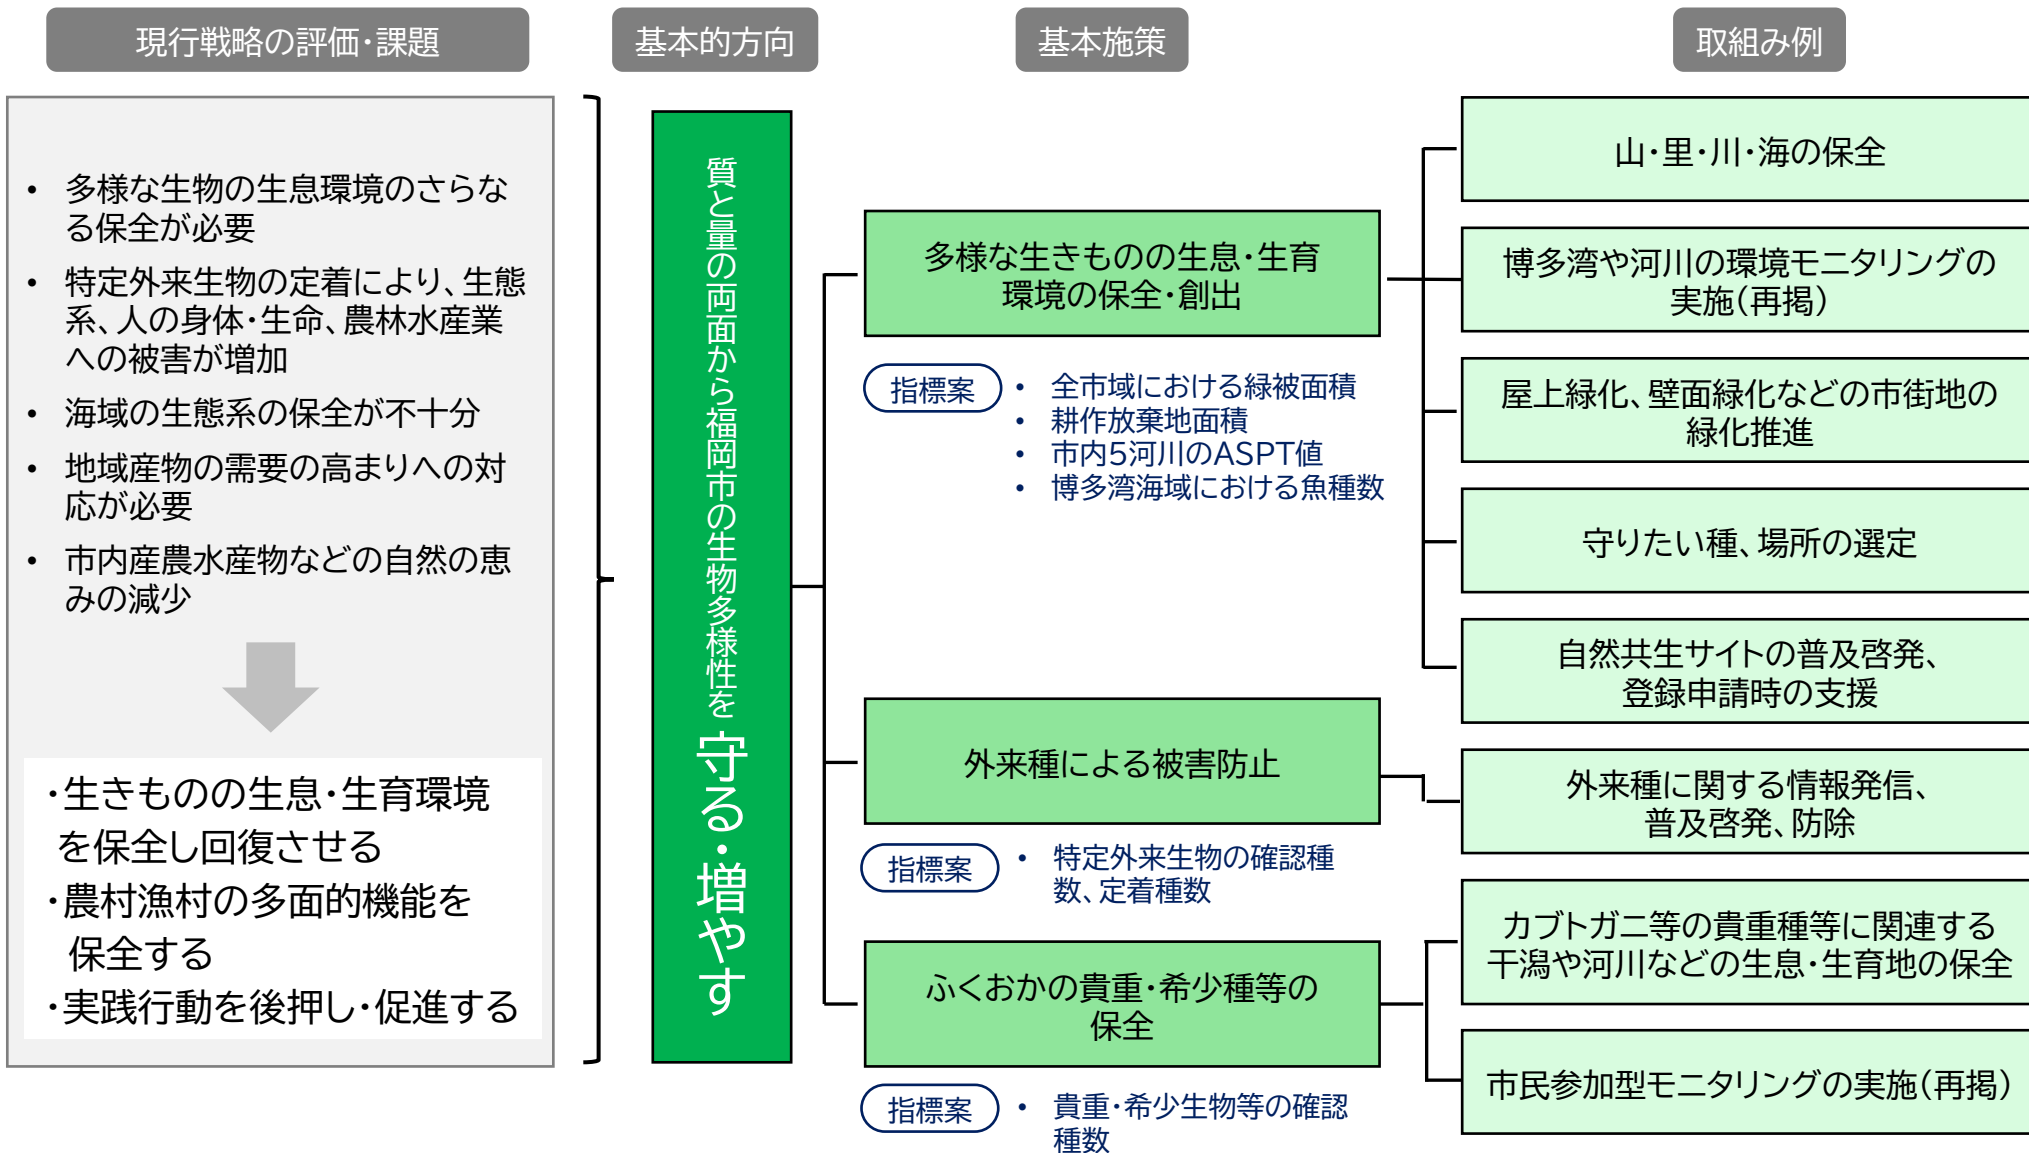 現行戦略の評価・課題
基本的方向
基本施策
取組み例
• 多様な生物の生息環境のさらな
る保全が必要
• 特定外来生物の定着により、生態
系、人の身体・生命、農林水産業
への被害が増加
• 海域の生態系の保全が不十分
• 地域産物の需要の高まりへの対
応が必要
• 市内産農水産物などの自然の恵
みの減少
・生きものの生息・生育環境
を保全し回復させる
・農村漁村の多面的機能を
保全する
・実践行動を後押し・促進する
質と量の両面から福岡市の生物多様性を 守る・増やす
多様な生きものの生息・生育
環境の保全・創出
指標案
• 全市域における緑被面積
• 耕作放棄地面積
• 市内5河川のASPT値
• 博多湾海域における魚種数
外来種による被害防止
指標案
• 特定外来生物の確認種
数、定着種数
ふくおかの貴重・希少種等の
保全
指標案
• 貴重・希少生物等の確認
種数
山・里・川・海の保全
博多湾や河川の環境モニタリングの
実施(再掲)
屋上緑化、壁面緑化などの市街地の
緑化推進
守りたい種、場所の選定
自然共生サイトの普及啓発、
登録申請時の支援
外来種に関する情報発信、
普及啓発、防除
カブトガニ等の貴重種等に関連する
干潟や河川などの生息・生育地の保全
市民参加型モニタリングの実施(再掲)